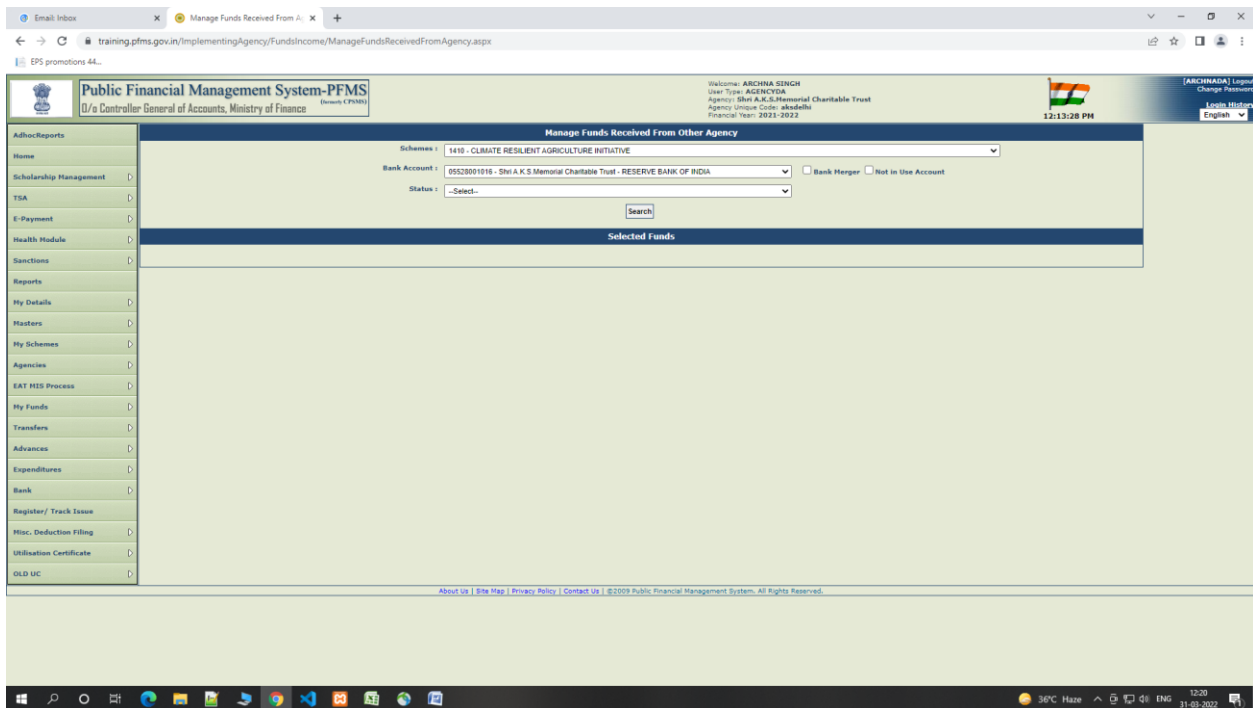 Email: Inbox
Manage Funds Received From Ag
training.pfms.gov.in/ImplementingAgency/FundsIncome/ManageFundsReceivedFromAgency.aspx
EPS promotions 44...
Public Financial Management System-PFMS
(formerly CPSMS)
O/o Controller General of Accounts, Ministry of Finance
Welcome: ARCHNA SINGH
User Type: AGENCYDA
Agency: Shri A.K.S.Memorial Charitable Trust
Agency Unique Code: aksdelhi
Financial Year: 2021-2022
12:13:28 PM
[ARCHNADA] Logout
Change Password
Login History
English
AdhocReports
Home
Scholarship Management
TSA
E-Payment
Health Module
Sanctions
Reports
My Details
Masters
My Schemes
Agencies
EAT MIS Process
My Funds
Transfers
Advances
Expenditures
Bank
Register/ Track Issue
Misc. Deduction Filing
Utilisation Certificate
OLD UC
Manage Funds Received From Other Agency
Schemes : 1410 - CLIMATE RESILIENT AGRICULTURE INITIATIVE
Bank Account : 05528001016 - Shri A.K.S.Memorial Charitable Trust - RESERVE BANK OF INDIA Bank Merger Not in Use Account
Status : --Select--
Search
Selected Funds
About Us | Site Map | Privacy Policy | Contact Us | ©2009 Public Financial Management System. All Rights Reserved.
36°C Haze ENG 12:20
31-03-2022